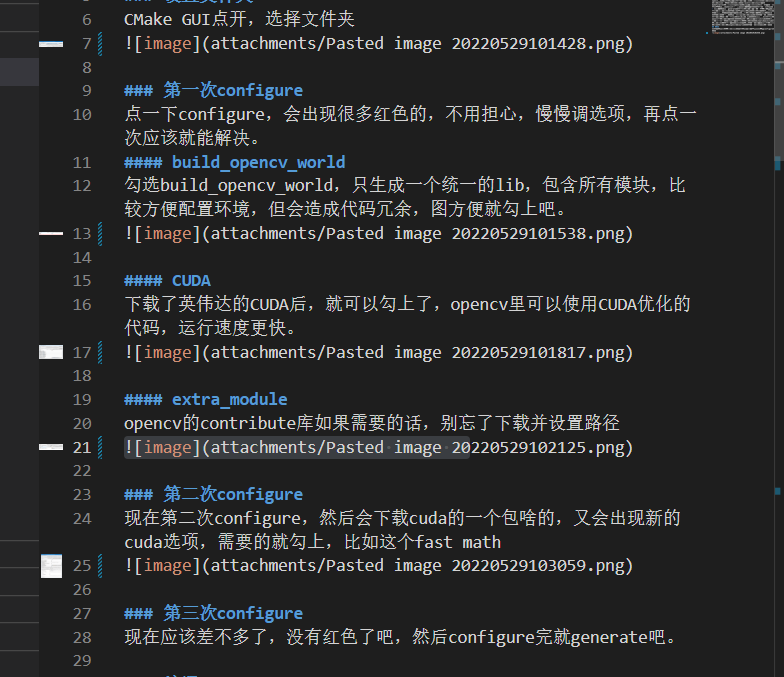 6 CMake GUI点开，选择文件夹
7 ![image](attachments/Pasted image 20220529101428.png)
8
9 ### 第一次configure
10 点一下configure，会出现很多红色的，不用担心，慢慢调选项，再点一
次应该就能解决。
11 #### build_opencv_world
12 勾选build_opencv_world，只生成一个统一的lib，包含所有模块，比
较方便配置环境，但会造成代码冗余，图方便就勾上吧。
13 ![image](attachments/Pasted image 20220529101538.png)
14
15 #### CUDA
16 下载了英伟达的CUDA后，就可以勾上了，opencv里可以使用CUDA优化的
代码，运行速度更快。
17 ![image](attachments/Pasted image 20220529101817.png)
18
19 #### extra_module
20 opencv的contribute库如果需要的话，别忘了下载并设置路径
21 ![image](attachments/Pasted image 20220529102125.png)
22
23 ### 第二次configure
24 现在第二次configure，然后会下载cuda的一个包啥的，又会出现新的
cuda选项，需要的就勾上，比如这个fast math
25 ![image](attachments/Pasted image 20220529103059.png)
26
27 ### 第三次configure
28 现在应该差不多了，没有红色了吧，然后configure完就generate吧。
29